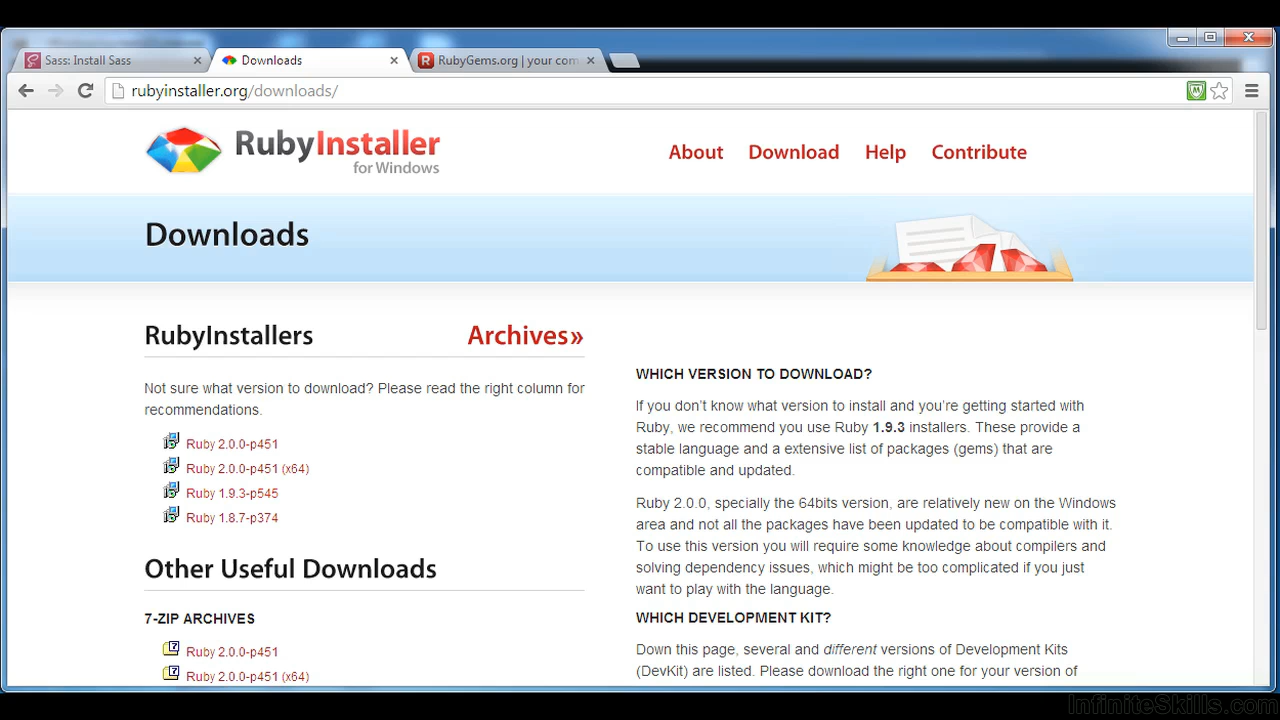 Sass: Install Sass
Downloads
RubyGems.org | your com
rubyinstaller.org/downloads/
RubyInstaller
for Windows
About
Download
Help
Contribute
Downloads
RubyInstallers
Archives»
Not sure what version to download? Please read the right column for
recommendations.
Ruby 2.0.0-p451
Ruby 2.0.0-p451 (x64)
Ruby 1.9.3-p545
Ruby 1.8.7-p374
Other Useful Downloads
7-ZIP ARCHIVES
Ruby 2.0.0-p451
Ruby 2.0.0-p451 (x64)
WHICH VERSION TO DOWNLOAD?
If you don't know what version to install and you're getting started with
Ruby, we recommend you use Ruby 1.9.3 installers. These provide a
stable language and a extensive list of packages (gems) that are
compatible and updated.
Ruby 2.0.0, specially the 64bits version, are relatively new on the Windows
area and not all the packages have been updated to be compatible with it.
To use this version you will require some knowledge about compilers and
solving dependency issues, which might be too complicated if you just
want to play with the language.
WHICH DEVELOPMENT KIT?
Down this page, several and different versions of Development Kits
(DevKit) are listed. Please download the right one for your version of
InfiniteSkills.com